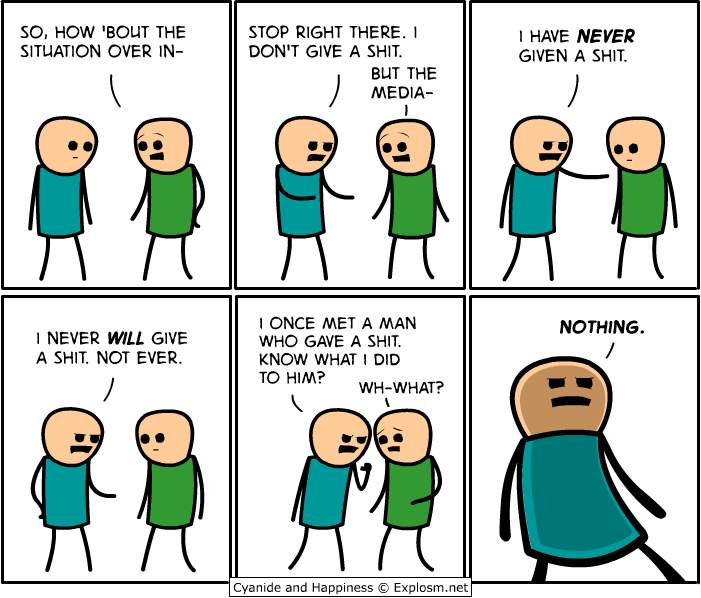 SO, HOW 'BOUT THE
SITUATION OVER IN-
STOP RIGHT THERE. I
DON'T GIVE A SHIT.
BUT THE
MEDIA-
I HAVE NEVER
GIVEN A SHIT.
I NEVER WILL GIVE
A SHIT. NOT EVER.
I ONCE MET A MAN
WHO GAVE A SHIT.
KNOW WHAT I DID
TO HIM?
WH-WHAT?
NOTHING.
Cyanide and Happiness © Explosm.net